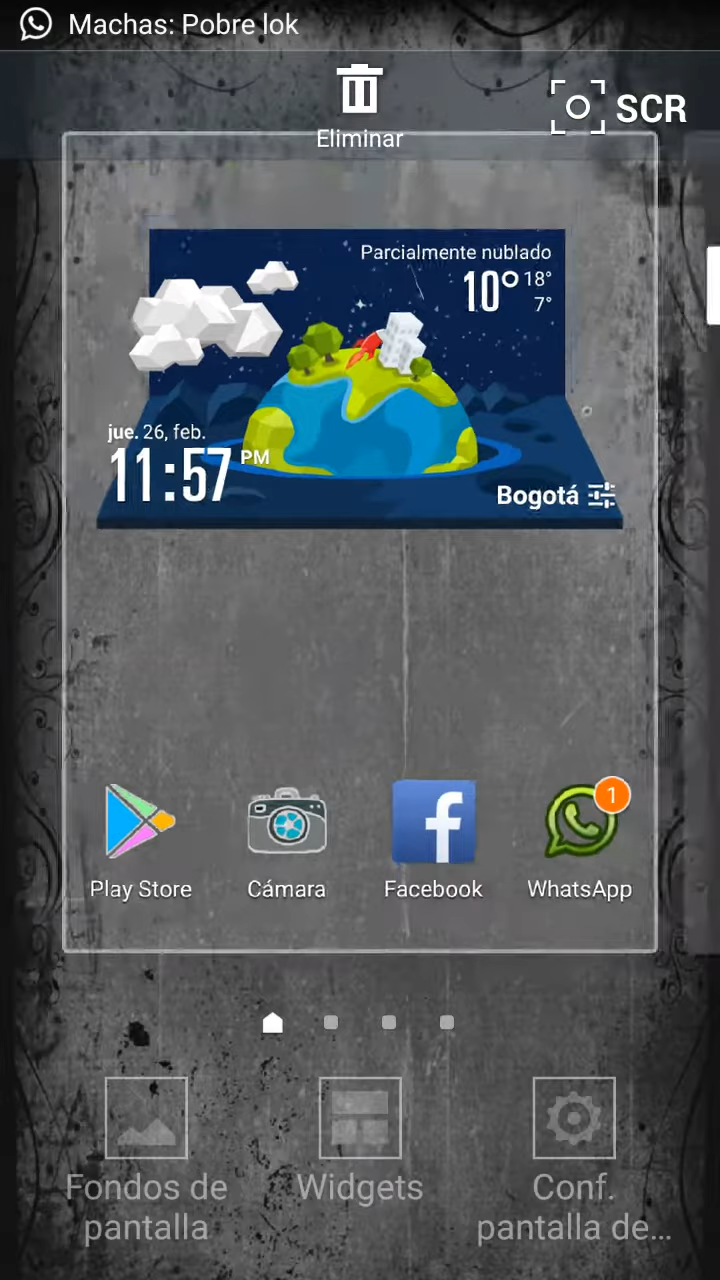 Machas: Pobre lok
SCR
Eliminar
Parcialmente nublado
10° 18°
7°
jue. 26, feb.
11:57 PM
Bogotá
1
Play Store
Cámara
Facebook
WhatsApp
Fondos de
pantalla
Widgets
Conf.
pantalla de...